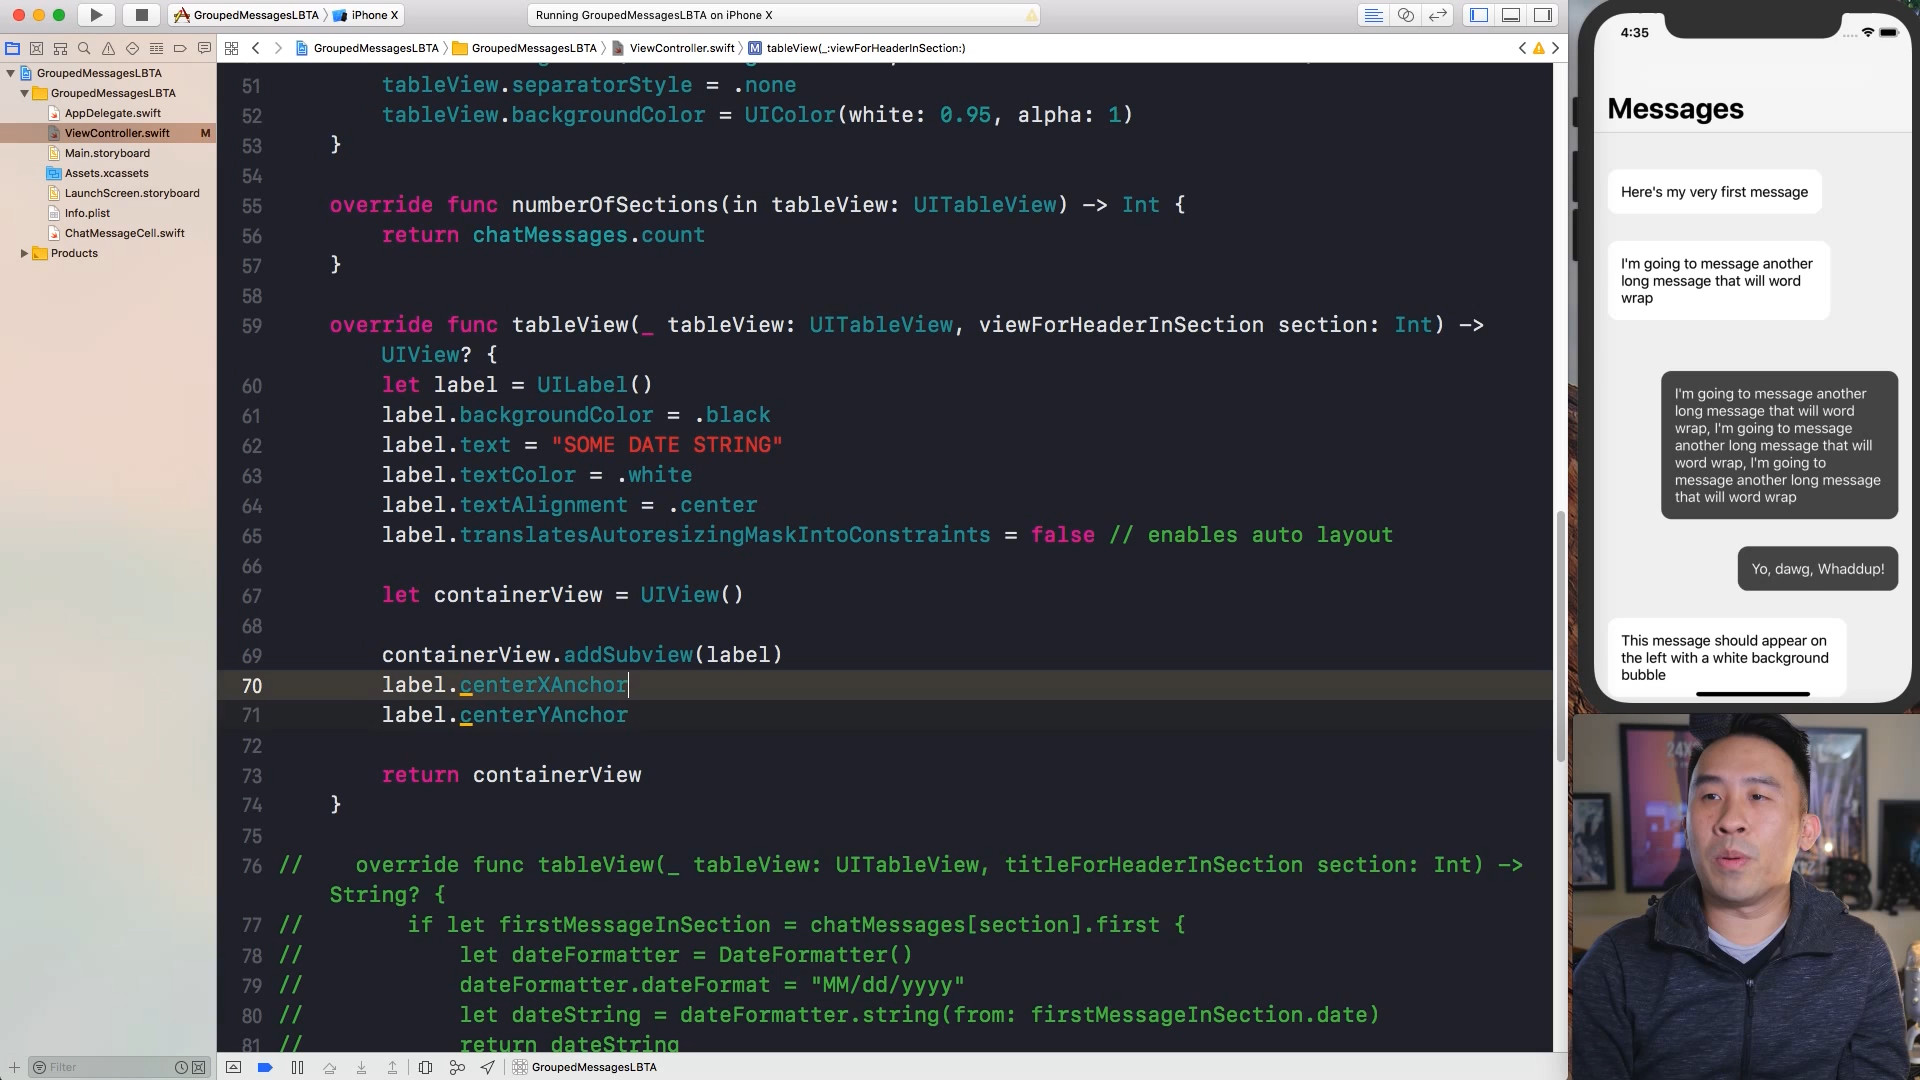 GroupedMessagesLBTA
iPhone X
Running GroupedMessagesLBTA on iPhone X
GroupedMessagesLBTA
GroupedMessagesLBTA
ViewController.swift
tableView(_:viewForHeaderInSection:)
GroupedMessagesLBTA
GroupedMessagesLBTA
AppDelegate.swift
ViewController.swift M
Main.storyboard
Assets.xcassets
LaunchScreen.storyboard
Info.plist
ChatMessageCell.swift
Products
51 tableView.separatorStyle = .none
52 tableView.backgroundColor = UIColor(white: 0.95, alpha: 1)
53 }
54
55 override func numberOfSections(in tableView: UITableView) -> Int {
56 return chatMessages.count
57 }
58
59 override func tableView(_ tableView: UITableView, viewForHeaderInSection section: Int) ->
UIView? {
60 let label = UILabel()
61 label.backgroundColor = .black
62 label.text = "SOME DATE STRING"
63 label.textColor = .white
64 label.textAlignment = .center
65 label.translatesAutoresizingMaskIntoConstraints = false // enables auto layout
66
67 let containerView = UIView()
68
69 containerView.addSubview(label)
70 label.centerXAnchor
71 label.centerYAnchor
72
73 return containerView
74 }
75
76 // override func tableView(_ tableView: UITableView, titleForHeaderInSection section: Int) ->
String? {
77 // if let firstMessageInSection = chatMessages[section].first {
78 // let dateFormatter = DateFormatter()
79 // dateFormatter.dateFormat = "MM/dd/yyyy"
80 // let dateString = dateFormatter.string(from: firstMessageInSection.date)
81 // return dateString
Filter
GroupedMessagesLBTA
4:35
Messages
Here's my very first message
I'm going to message another
long message that will word
wrap
I'm going to message another
long message that will word
wrap, I'm going to message
another long message that will
word wrap, I'm going to
message another long message
that will word wrap
Yo, dawg, Whaddup!
This message should appear on
the left with a white background
bubble